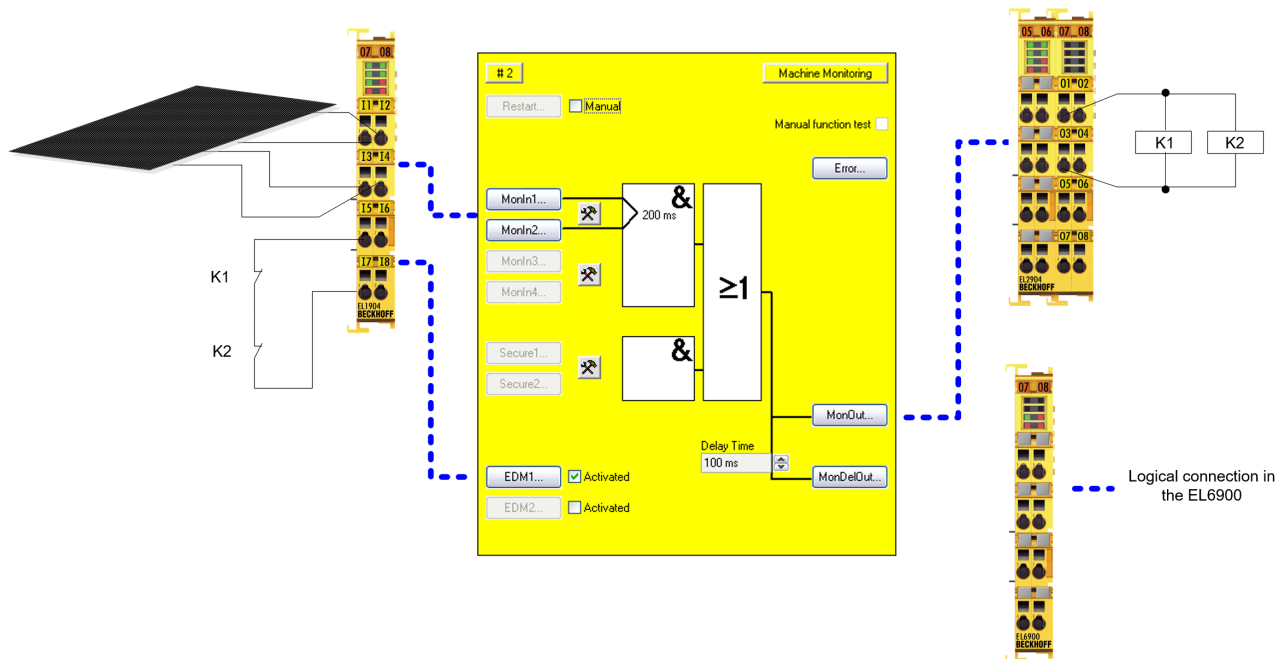 07 08
I1 I2
I3 I4
I5 I6
I7 I8
EL1904
BECKHOFF
K1
K2
# 2
Machine Monitoring
Restart...
Manual
Manual function test
Error...
MonIn1...
MonIn2...
MonIn3...
MonIn4...
&
200 ms
≥1
Secure1...
Secure2...
&
MonOut...
Delay Time
100 ms
MonDelOut...
EDM1...
Activated
EDM2...
Activated
05 06 07 08
01 02
03 04
05 06
07 08
EL2904
BECKHOFF
K1
K2
07 08
EL6900
BECKHOFF
Logical connection in
the EL6900